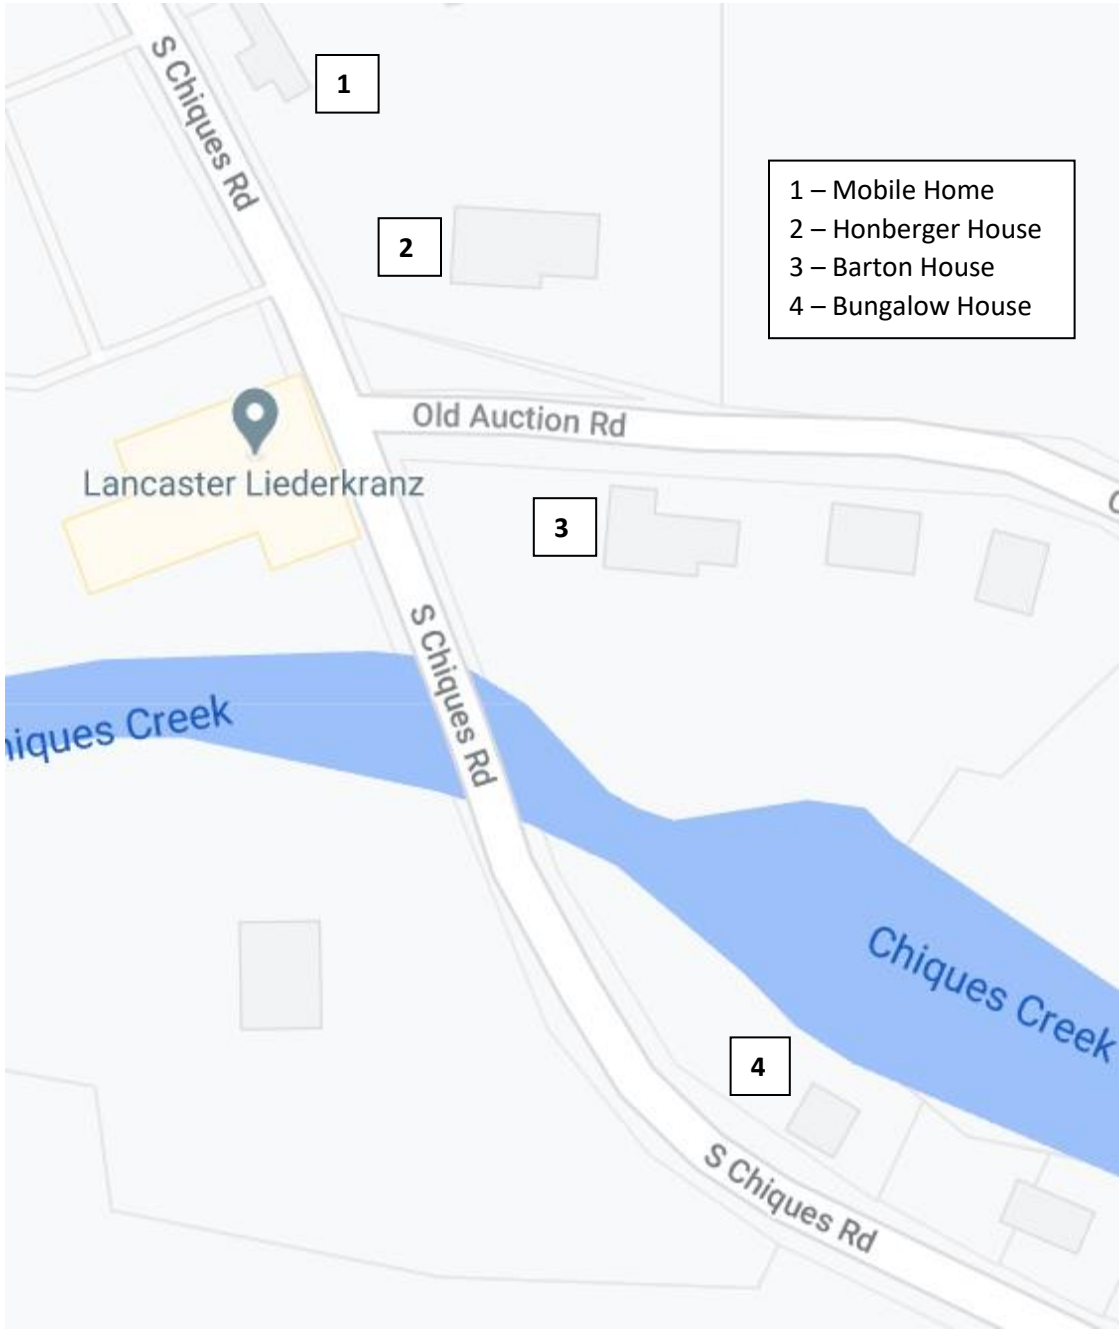 S Chiques Rd
1
1 – Mobile Home
2 – Honberger House
3 – Barton House
4 – Bungalow House
2
Old Auction Rd
Lancaster Liederkranz
3
S Chiques Rd
iques Creek
Chiques Creek
4
S Chiques Rd